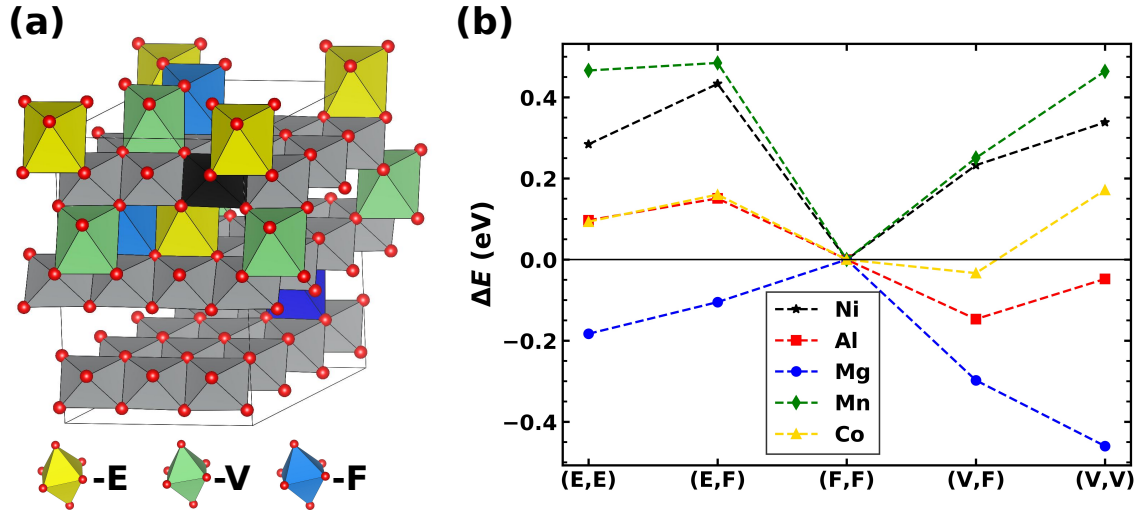 (a)
-E
-V
-F
(b)
ΔE (eV)
0.4
0.2
0.0
−0.2
−0.4
Ni
Al
Mg
Mn
Co
(E,E)
(E,F)
(F,F)
(V,F)
(V,V)